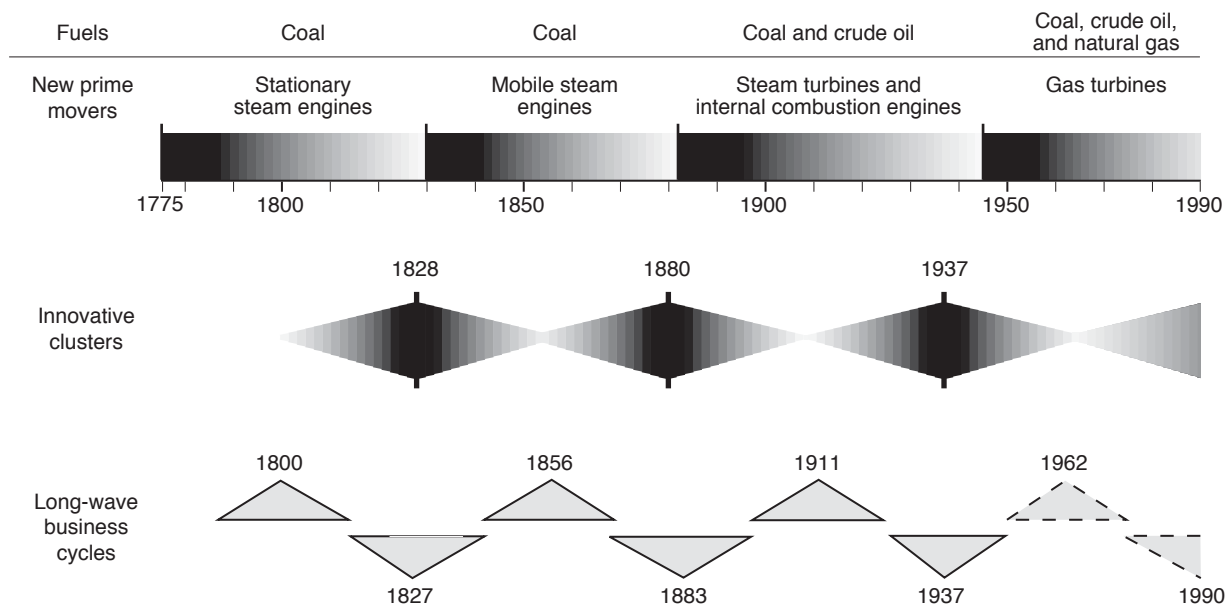 Fuels
Coal
Coal
Coal and crude oil
Coal, crude oil,
and natural gas
New prime
movers
Stationary
steam engines
Mobile steam
engines
Steam turbines and
internal combustion engines
Gas turbines
1775
1800
1850
1900
1950
1990
1828
1880
1937
Innovative
clusters
1800
1856
1911
1962
Long-wave
business
cycles
1827
1883
1937
1990